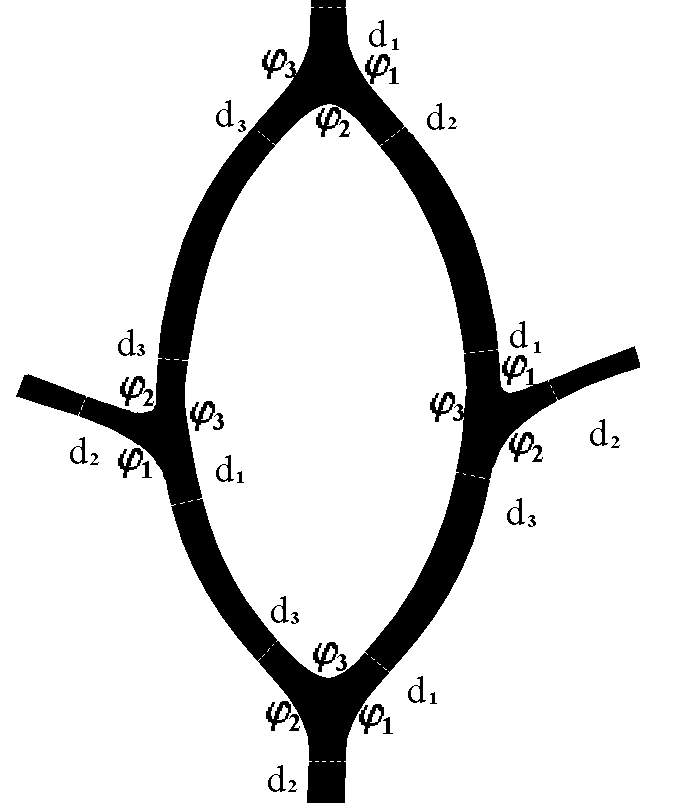 d₁
φ₃ φ₁
d₃ φ₂ d₂
d₃ d₁
φ₂ φ₃ φ₃ φ₁
d₂ φ₁ d₁ φ₂ d₂
d₃
d₃
φ₃
φ₂ φ₁ d₁
d₂